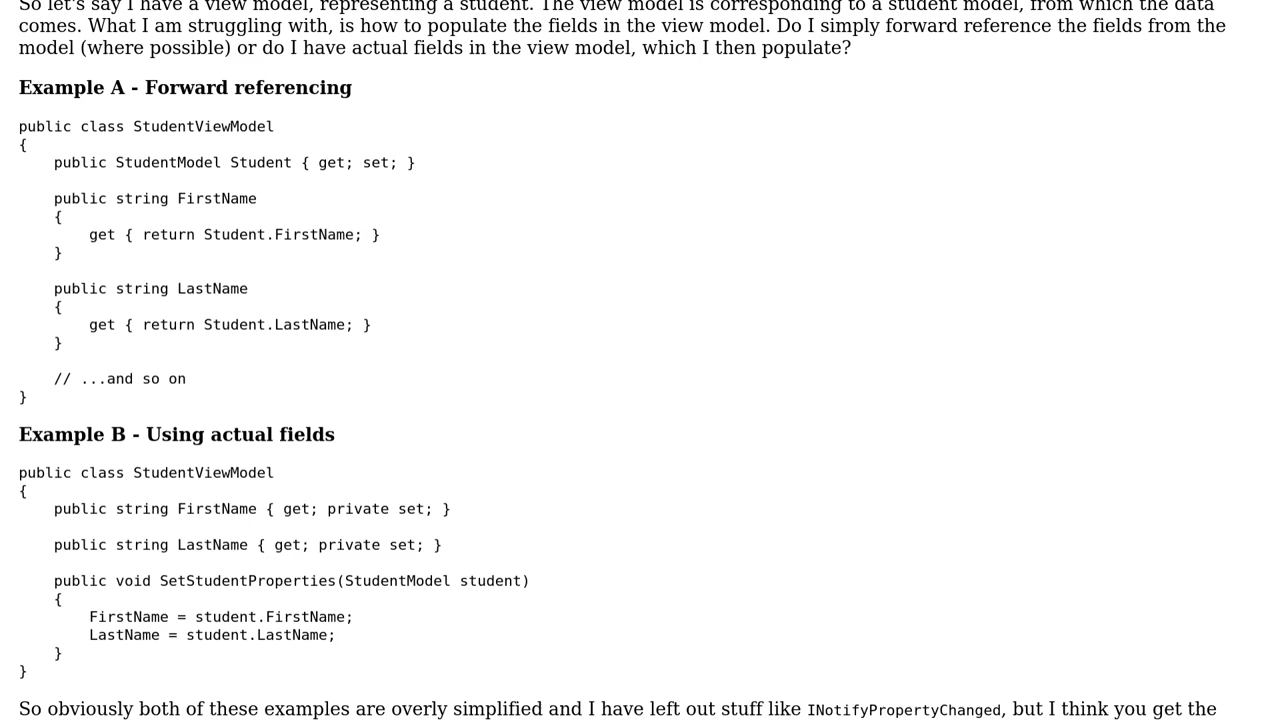 So let's say I have a view model, representing a student. The view model is corresponding to a student model, from which the data
comes. What I am struggling with, is how to populate the fields in the view model. Do I simply forward reference the fields from the
model (where possible) or do I have actual fields in the view model, which I then populate?
Example A - Forward referencing
public class StudentViewModel
{
    public StudentModel Student { get; set; }
    public string FirstName
    {
        get { return Student.FirstName; }
    }
    public string LastName
    {
        get { return Student.LastName; }
    }
    // ...and so on
}
Example B - Using actual fields
public class StudentViewModel
{
    public string FirstName { get; private set; }
    public string LastName { get; private set; }
    public void SetStudentProperties(StudentModel student)
    {
        FirstName = student.FirstName;
        LastName = student.LastName;
    }
}
So obviously both of these examples are overly simplified and I have left out stuff like INotifyPropertyChanged, but I think you get the